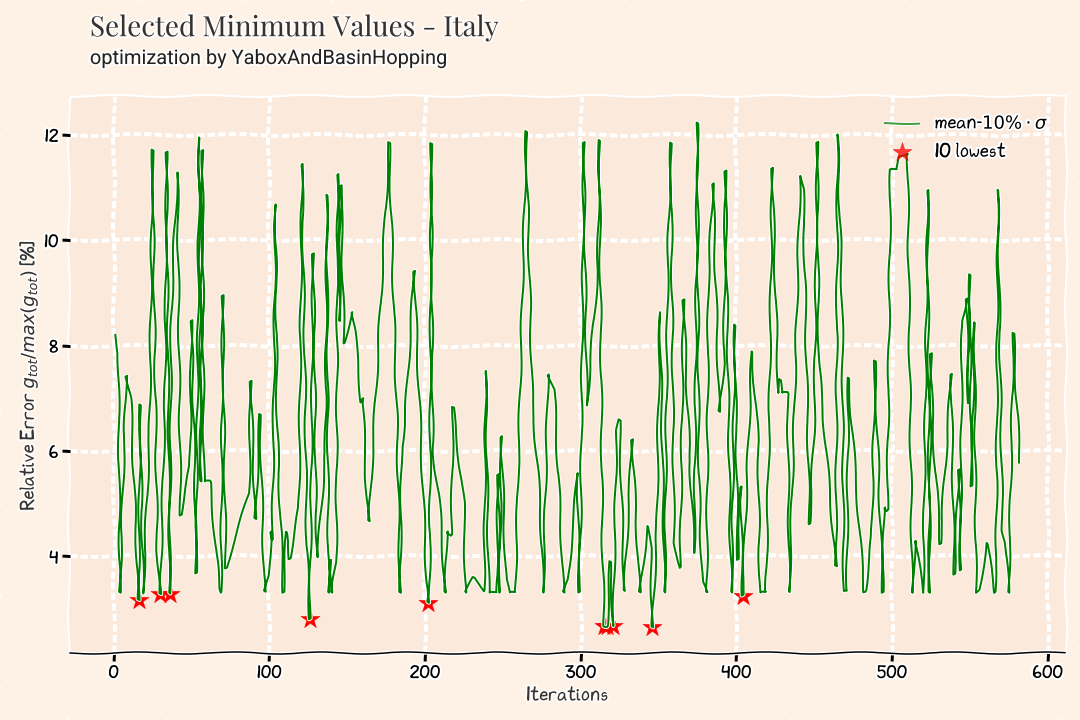 Selected Minimum Values - Italy
optimization by YaboxAndBasinHopping
mean-10% · σ
10 lowest
12
10
8
6
4
Relative Error g_tot/max(g_tot) [%]
0 100 200 300 400 500 600
Iterations